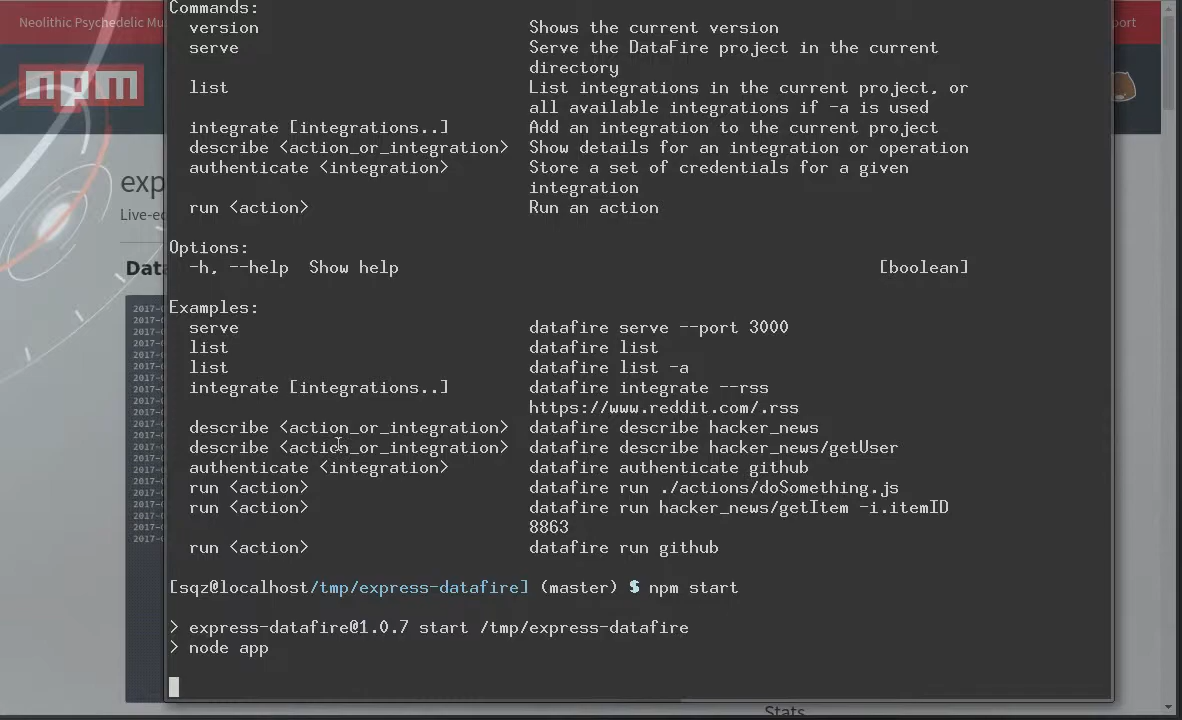 Neolithic Psychedelic Mu
port
npm
exp
Live-ed
Data
Commands:
version Shows the current version
serve Serve the DataFire project in the current
directory
list List integrations in the current project, or
all available integrations if -a is used
integrate [integrations..] Add an integration to the current project
describe <action_or_integration> Show details for an integration or operation
authenticate <integration> Store a set of credentials for a given
integration
run <action> Run an action
Options:
-h, --help Show help [boolean]
Examples:
serve datafire serve --port 3000
list datafire list
list datafire list -a
integrate [integrations..] datafire integrate --rss
https://www.reddit.com/.rss
describe <action_or_integration> datafire describe hacker_news
describe <action_or_integration> datafire describe hacker_news/getUser
authenticate <integration> datafire authenticate github
run <action> datafire run ./actions/doSomething.js
run <action> datafire run hacker_news/getItem -i.itemID
8863
run <action> datafire run github
[sqz@localhost/tmp/express-datafire] (master) $ npm start
> express-datafire@1.0.7 start /tmp/express-datafire
> node app
Stats